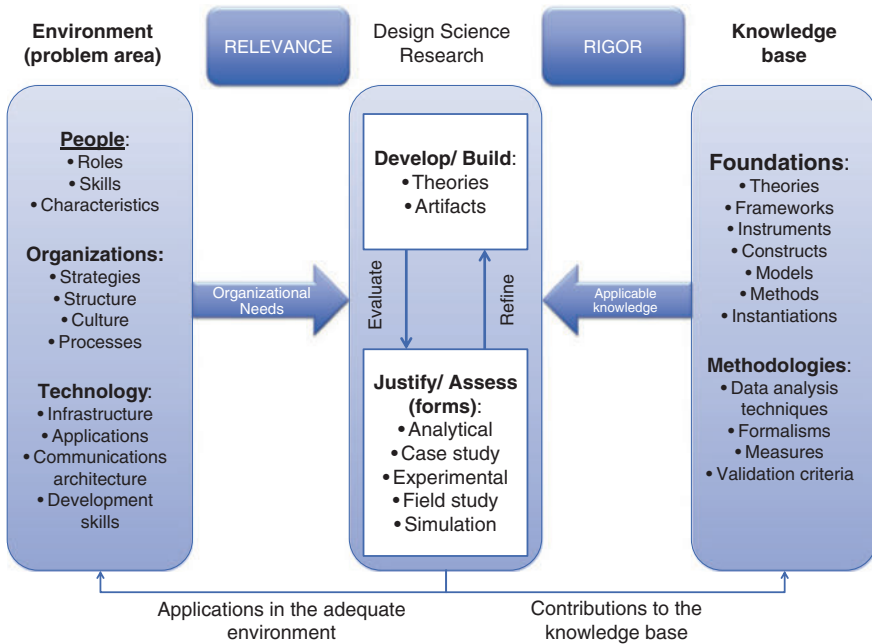 Environment
(problem area)
RELEVANCE
Design Science
Research
RIGOR
Knowledge
base
People:
• Roles
• Skills
• Characteristics
Organizations:
• Strategies
• Structure
• Culture
• Processes
Technology:
• Infrastructure
• Applications
• Communications
architecture
• Development
skills
Organizational
Needs
Develop/ Build:
• Theories
• Artifacts
Evaluate
Refine
Justify/ Assess
(forms):
• Analytical
• Case study
• Experimental
• Field study
• Simulation
Applicable
knowledge
Foundations:
• Theories
• Frameworks
• Instruments
• Constructs
• Models
• Methods
• Instantiations
Methodologies:
• Data analysis
techniques
• Formalisms
• Measures
• Validation criteria
Applications in the adequate
environment
Contributions to the
knowledge base